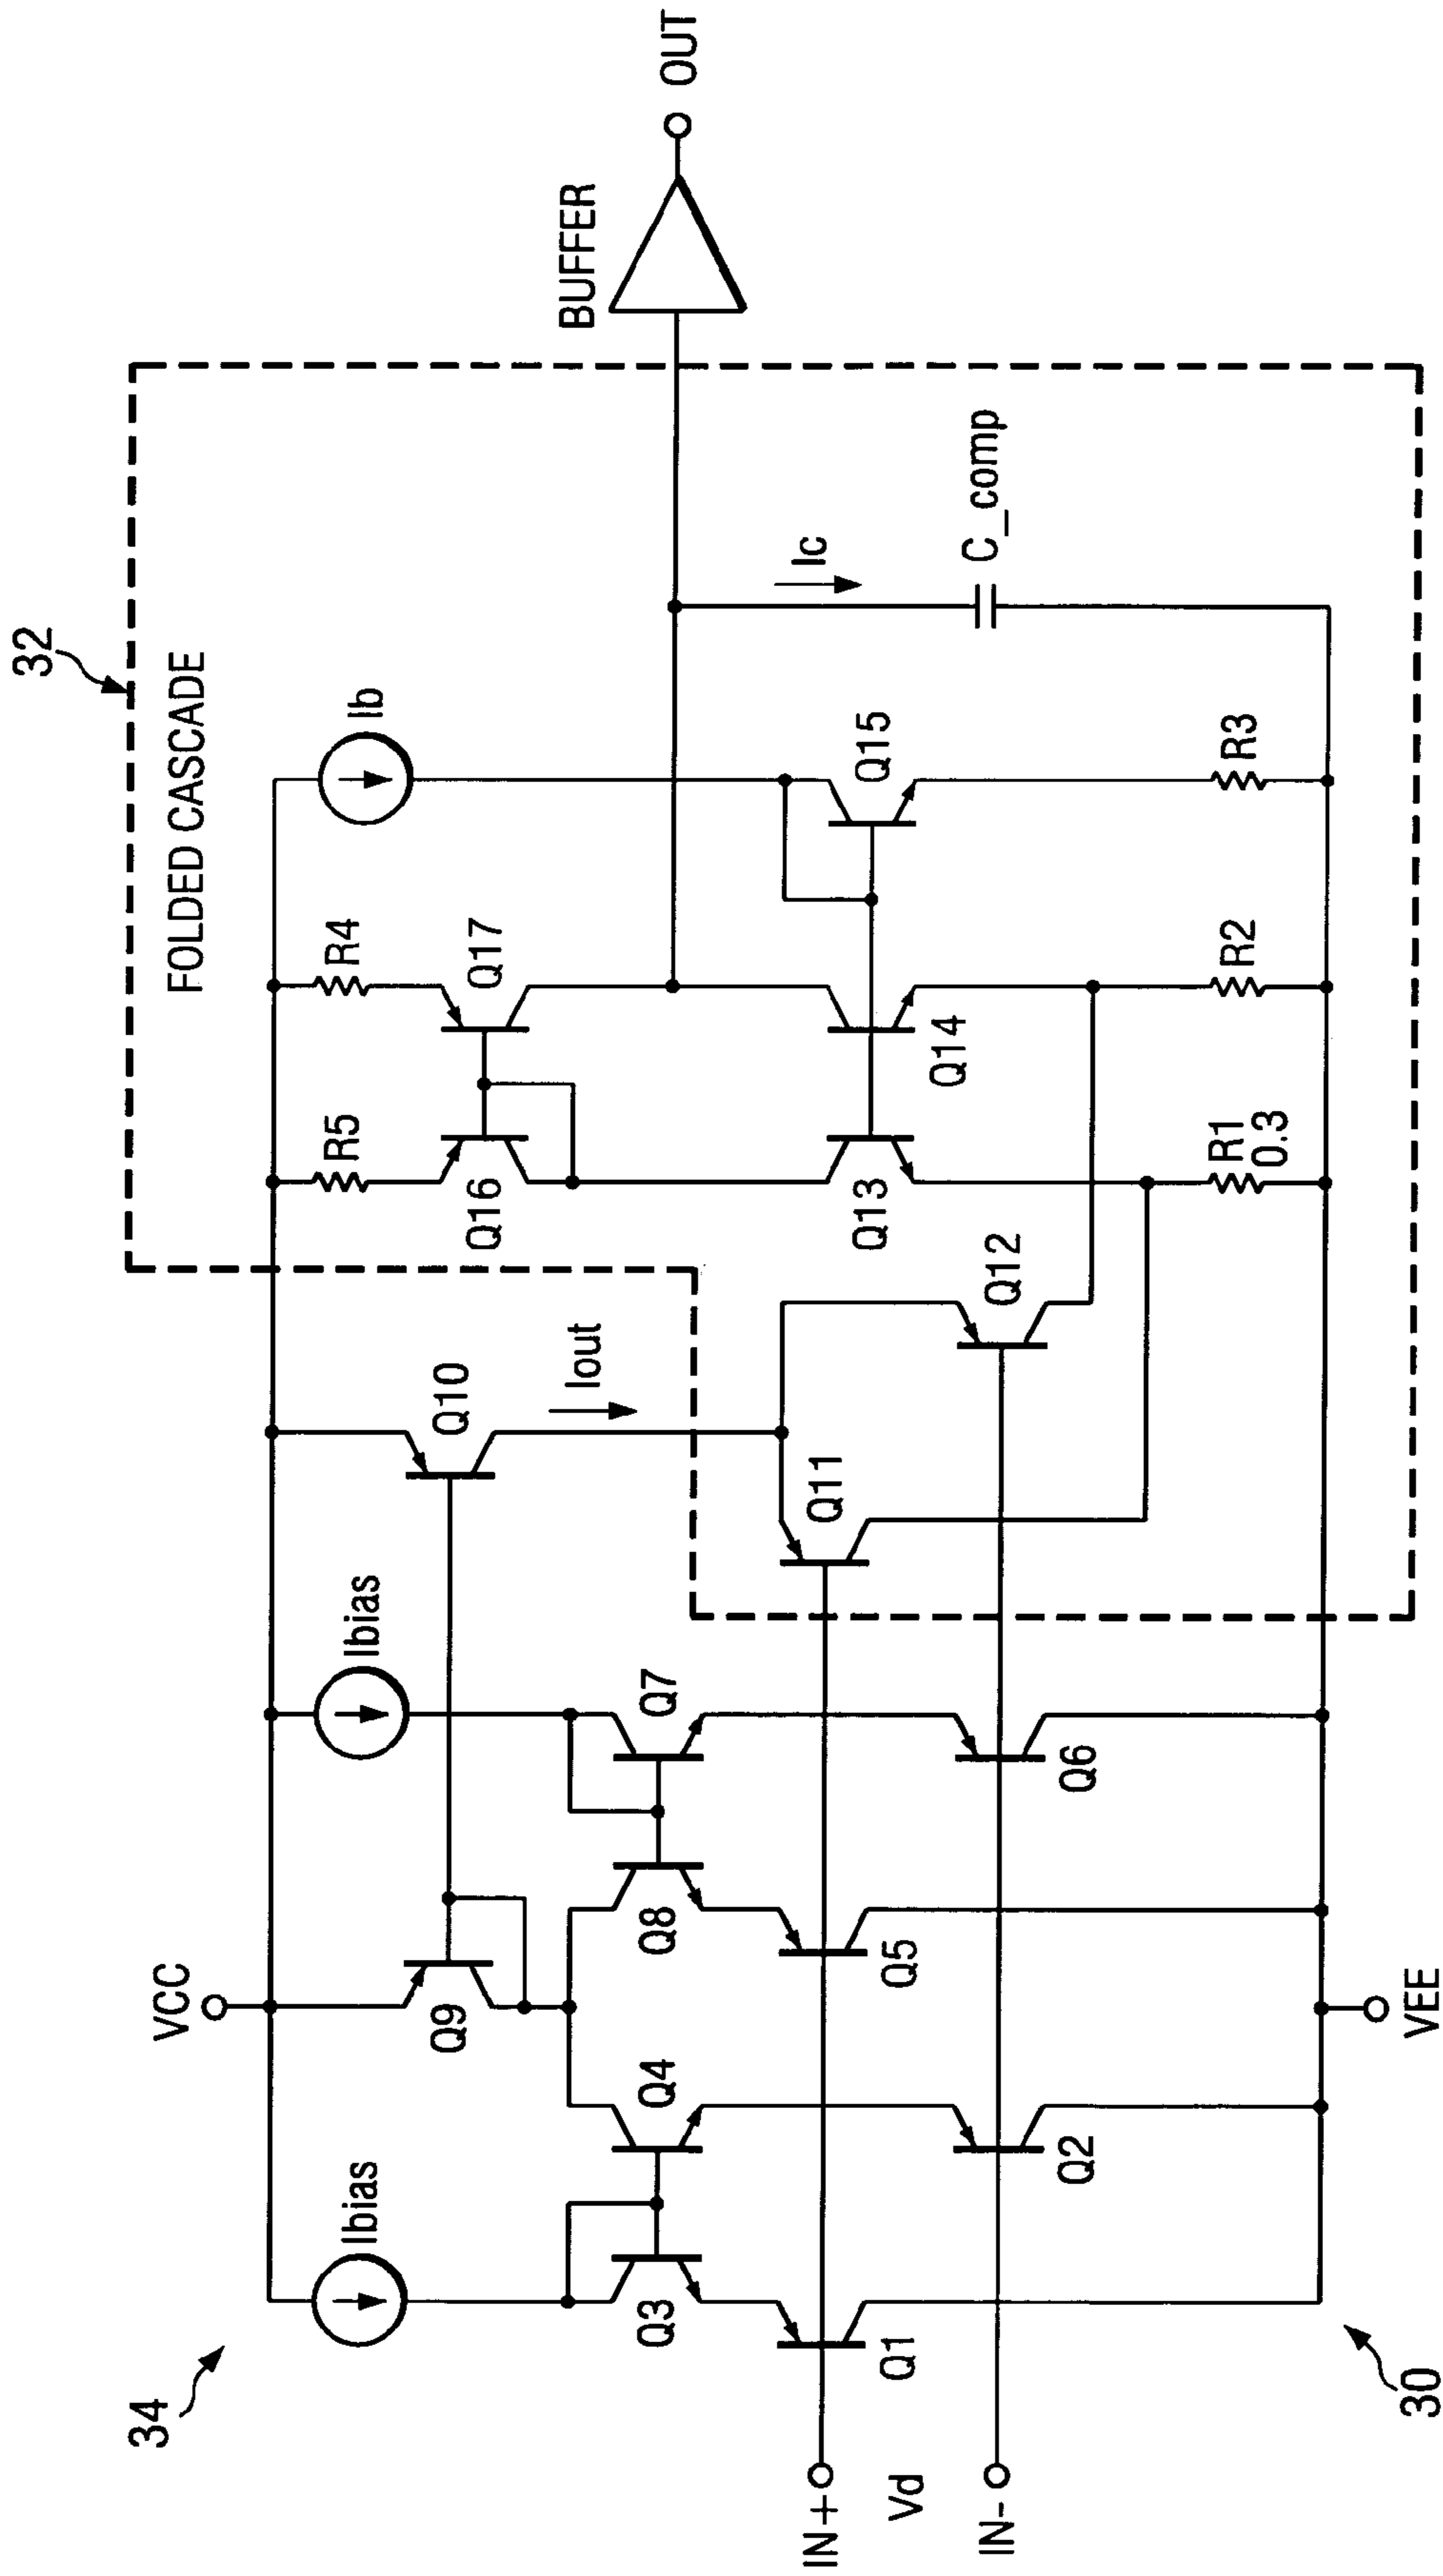 34
32
FOLDED CASCADE
VCC
Ibias
Ibias
Q9
Q10
Iout
R5
R4
Ib
Q16
Q17
BUFFER
OUT
Q3
Q4
Q8
Q7
Ic
C_comp
IN+
Vd
IN-
Q1
Q2
Q5
Q6
Q11
Q12
Q13
Q14
Q15
R1
0.3
R2
R3
VEE
30